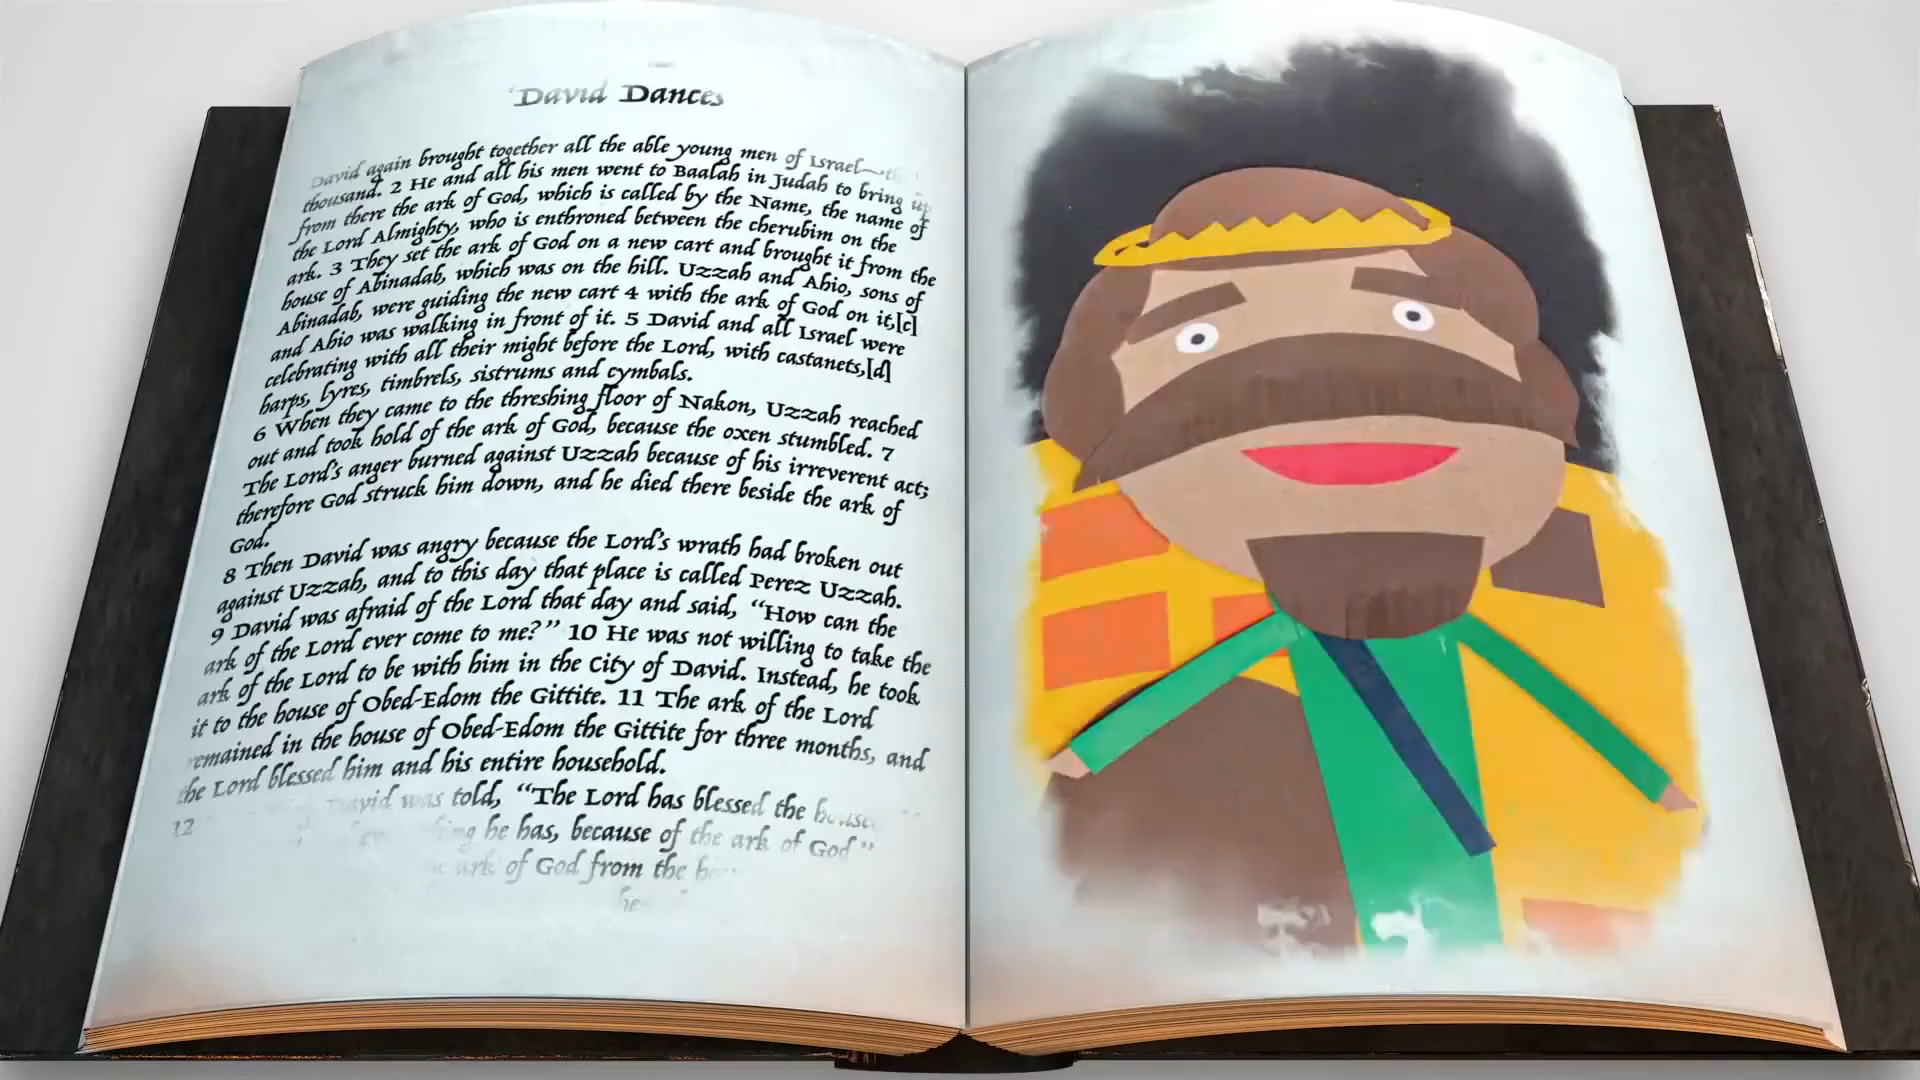 David Dances
David again brought together all the able young men of Israel—th
thousand. 2 He and all his men went to Baalah in Judah to bring up
from there the ark of God, which is called by the Name, the name of
the Lord Almighty, who is enthroned between the cherubim on the
ark. 3 They set the ark of God on a new cart and brought it from the
house of Abinadab, which was on the hill. Uzzah and Ahio, sons of
Abinadab, were guiding the new cart 4 with the ark of God on it,[c]
and Ahio was walking in front of it. 5 David and all Israel were
celebrating with all their might before the Lord, with castanets,[d]
harps, lyres, timbrels, sistrums and cymbals.
6 When they came to the threshing floor of Nakon, Uzzah reached
out and took hold of the ark of God, because the oxen stumbled. 7
The Lord's anger burned against Uzzah because of his irreverent act;
therefore God struck him down, and he died there beside the ark of
God.
8 Then David was angry because the Lord's wrath had broken out
against Uzzah, and to this day that place is called Perez Uzzah.
9 David was afraid of the Lord that day and said, “How can the
ark of the Lord ever come to me?” 10 He was not willing to take the
ark of the Lord to be with him in the City of David. Instead, he took
it to the house of Obed-Edom the Gittite. 11 The ark of the Lord
remained in the house of Obed-Edom the Gittite for three months, and
the Lord blessed him and his entire household.
David was told, “The Lord has blessed the house
12 he has, because of the ark of God”
ark of God from the